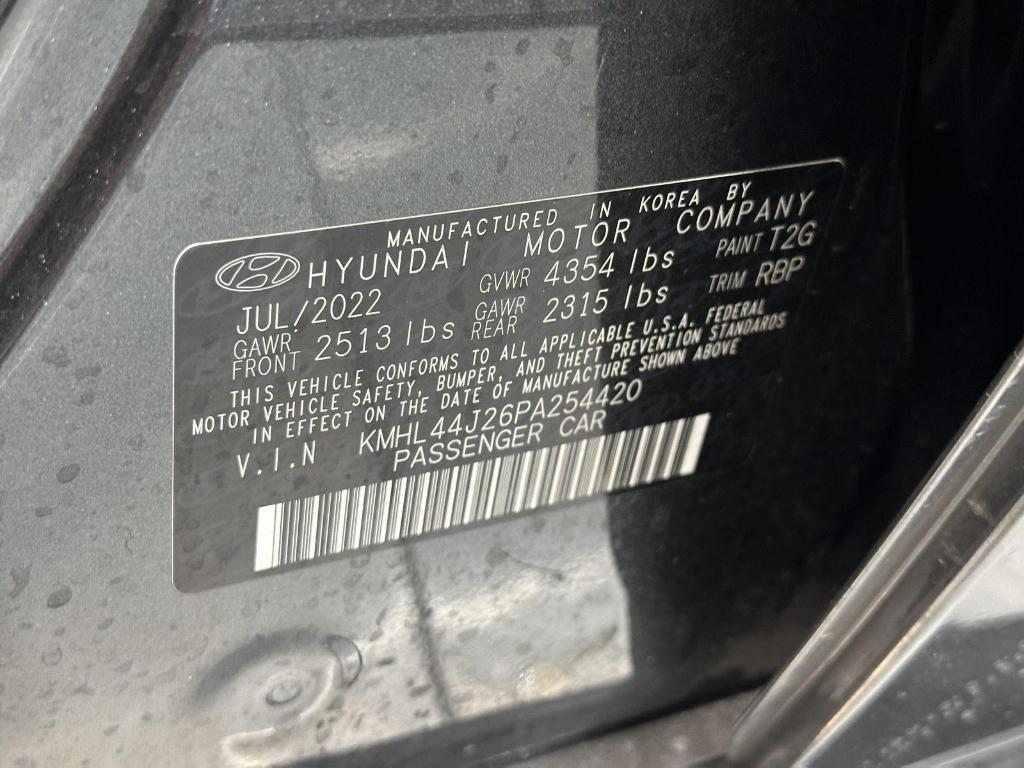 MANUFACTURED IN KOREA BY
HYUNDAI MOTOR COMPANY
JUL/2022 GVWR 4354 lbs PAINT T2G
GAWR FRONT 2513 lbs GAWR REAR 2315 lbs TRIM RBP
THIS VEHICLE CONFORMS TO ALL APPLICABLE U.S.A. FEDERAL
MOTOR VEHICLE SAFETY, BUMPER, AND THEFT PREVENTION STANDARDS
IN EFFECT ON THE DATE OF MANUFACTURE SHOWN ABOVE
V.I.N KMHL44J26PA254420
PASSENGER CAR